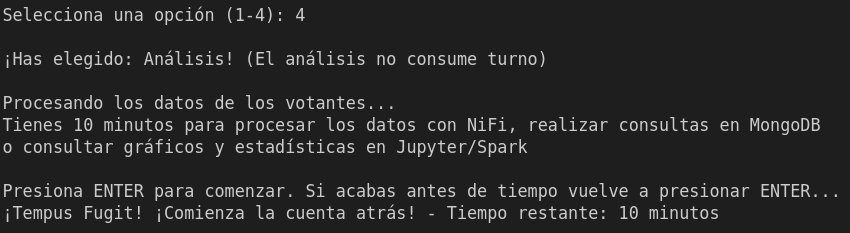 Selecciona una opción (1-4): 4
¡Has elegido: Análisis! (El análisis no consume turno)
Procesando los datos de los votantes...
Tienes 10 minutos para procesar los datos con NiFi, realizar consultas en MongoDB
o consultar gráficos y estadísticas en Jupyter/Spark
Presiona ENTER para comenzar. Si acabas antes de tiempo vuelve a presionar ENTER...
¡Tempus Fugit! ¡Comienza la cuenta atrás! - Tiempo restante: 10 minutos